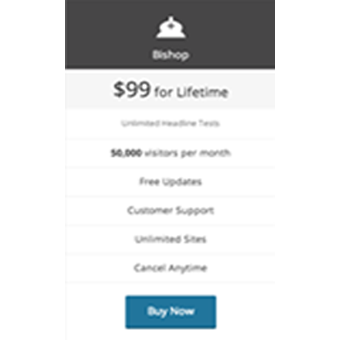 Bishop
$99 for Lifetime
Unlimited Headline Tests
50,000 visitors per month
Free Updates
Customer Support
Unlimited Sites
Cancel Anytime
Buy Now